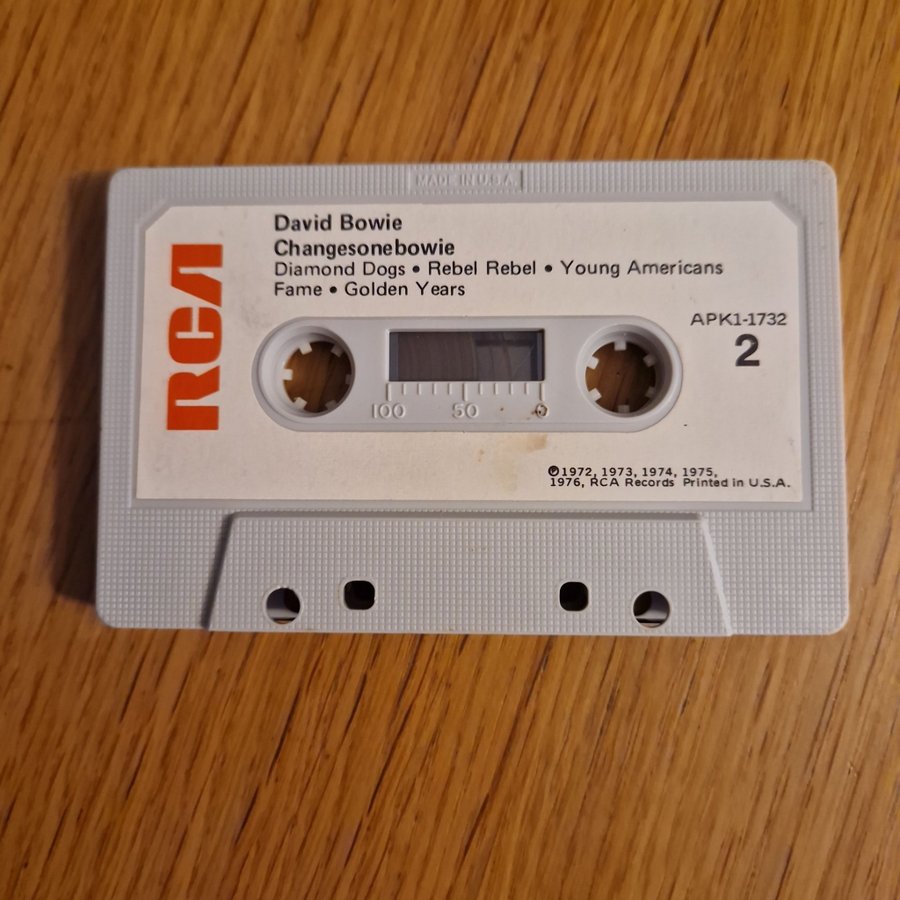 MADE IN U.S.A.
RCA
David Bowie
Changesonebowie
Diamond Dogs • Rebel Rebel • Young Americans
Fame • Golden Years
APK1-1732
2
100 50 0
℗1972, 1973, 1974, 1975,
1976, RCA Records Printed in U.S.A.